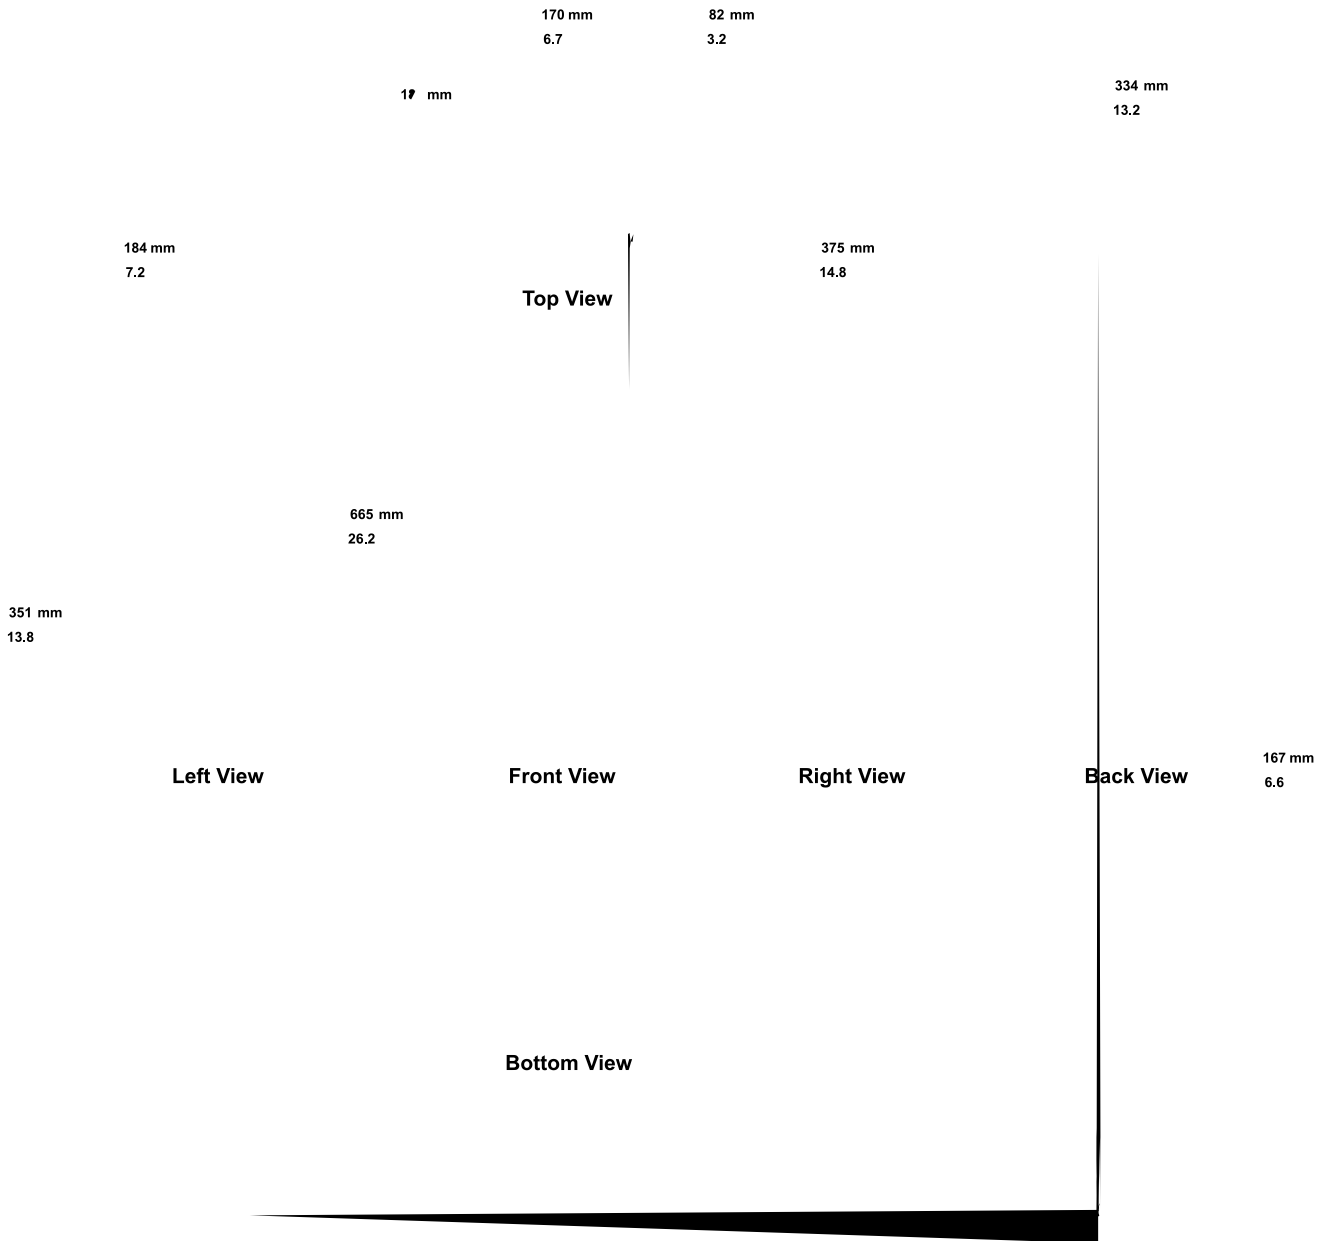 170 mm
82 mm
6.7
3.2
334 mm
mm
13.2
184 mm
375 mm
7.2
14.8
Top View
665 mm
26.2
351 mm
13.8
167 mm
Left View
Front View
Right View
Back View
6.6
Bottom View